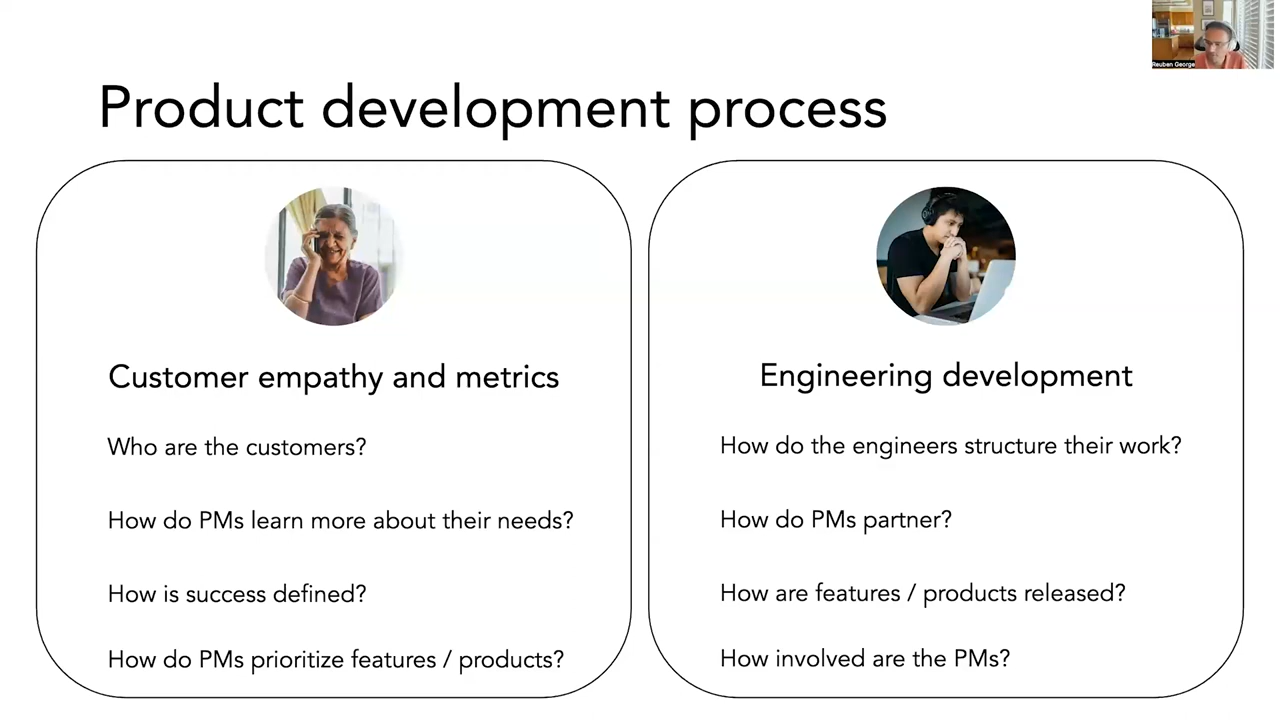 Reuben George
Product development process
Customer empathy and metrics
Who are the customers?
How do PMs learn more about their needs?
How is success defined?
How do PMs prioritize features / products?
Engineering development
How do the engineers structure their work?
How do PMs partner?
How are features / products released?
How involved are the PMs?